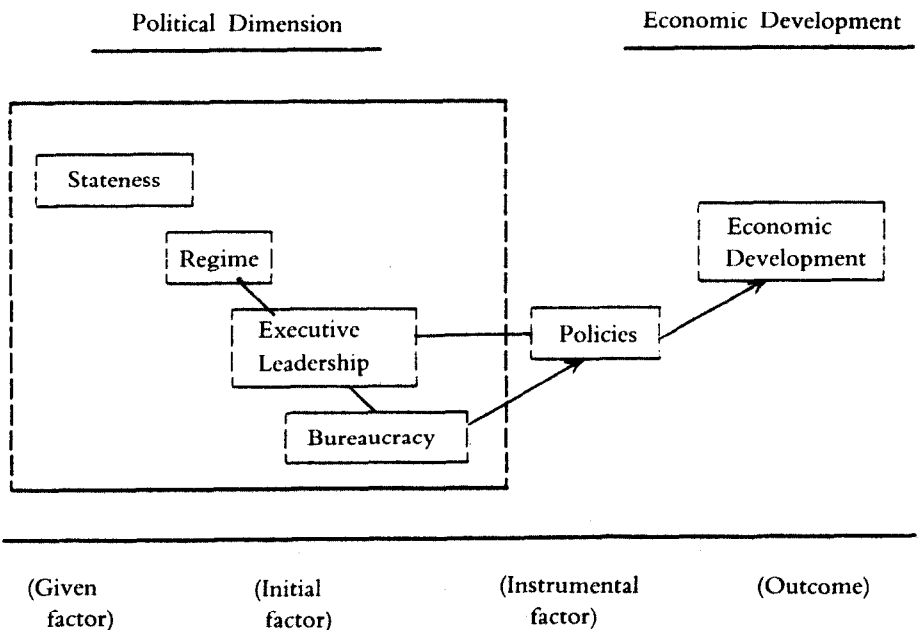 Political Dimension
Economic Development
Stateness
Regime
Executive
Leadership
Bureaucracy
Policies
Economic
Development
(Given
factor)
(Initial
factor)
(Instrumental
factor)
(Outcome)